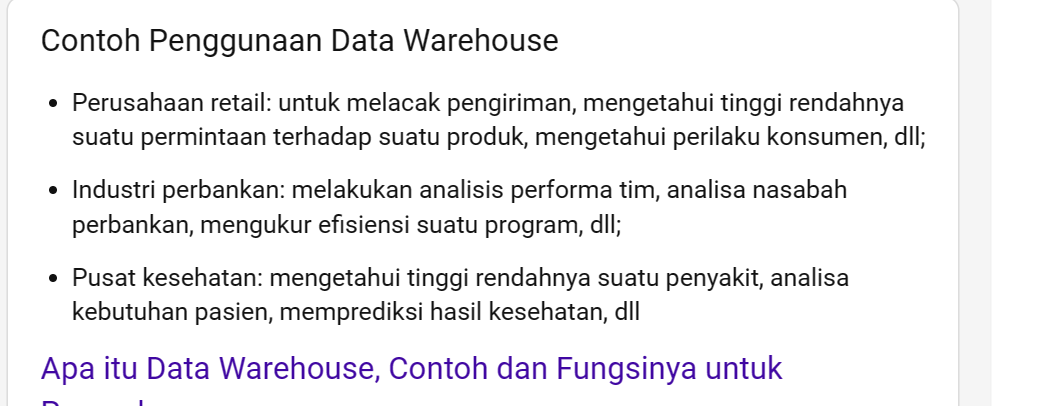 Contoh Penggunaan Data Warehouse
• Perusahaan retail: untuk melacak pengiriman, mengetahui tinggi rendahnya
suatu permintaan terhadap suatu produk, mengetahui perilaku konsumen, dll;
• Industri perbankan: melakukan analisis performa tim, analisa nasabah
perbankan, mengukur efisiensi suatu program, dll;
• Pusat kesehatan: mengetahui tinggi rendahnya suatu penyakit, analisa
kebutuhan pasien, memprediksi hasil kesehatan, dll
Apa itu Data Warehouse, Contoh dan Fungsinya untuk